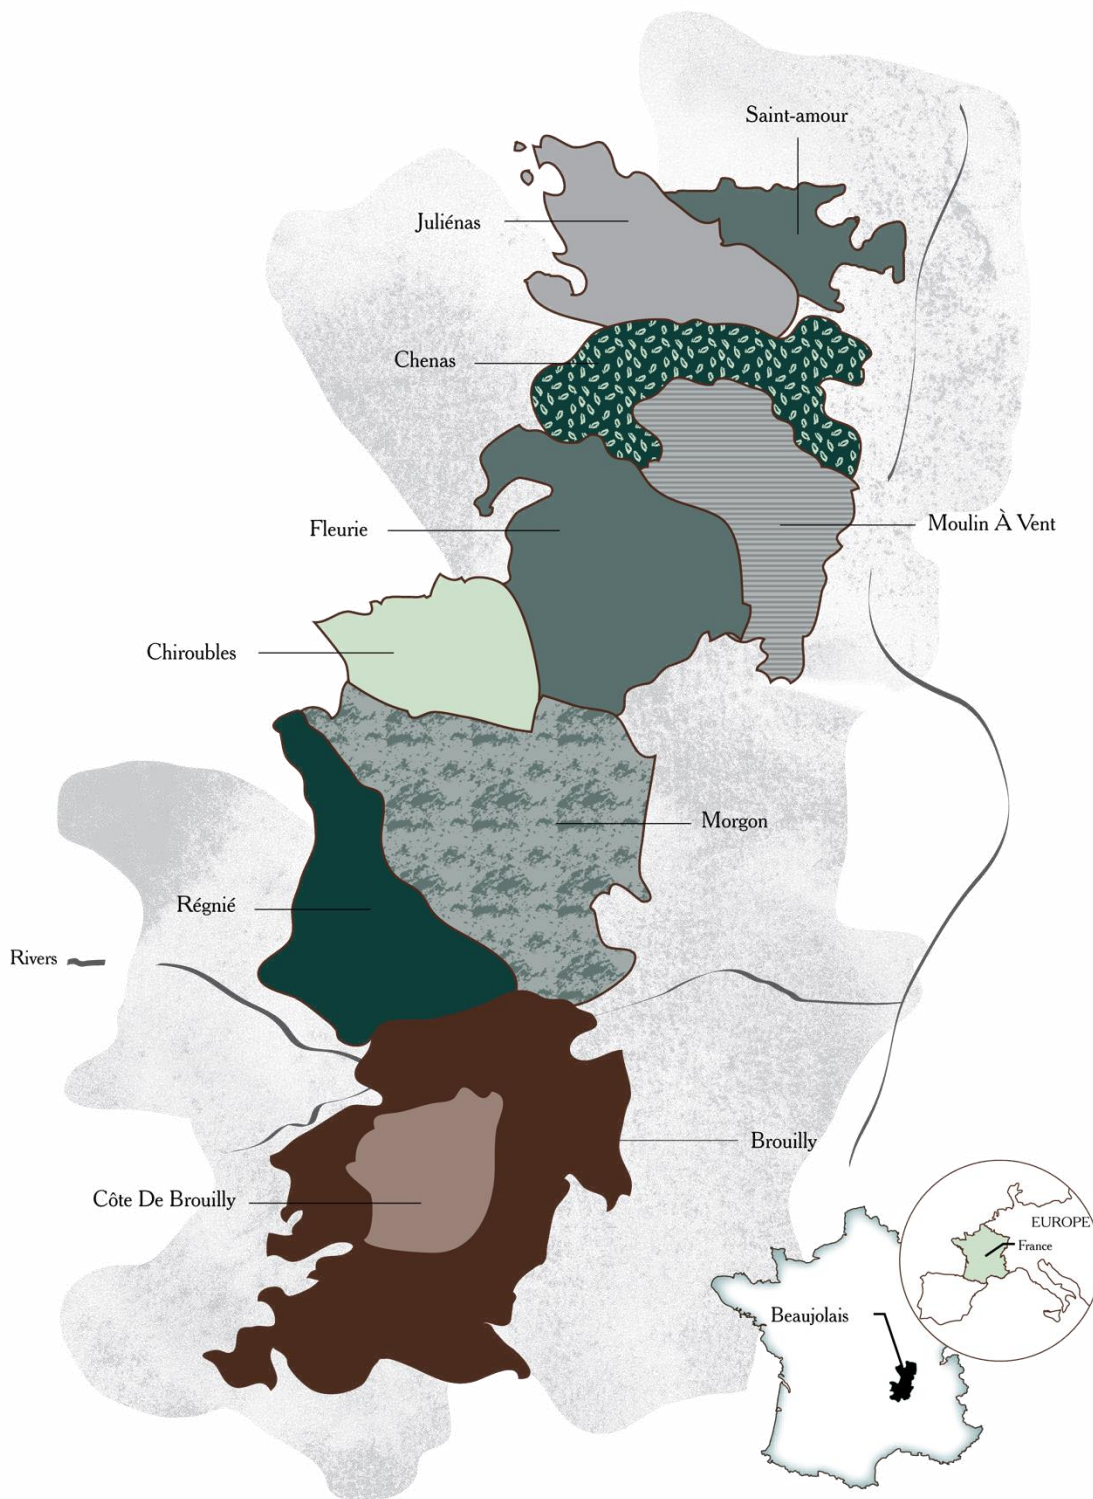 Saint-amour
Juliénas
Chenas
Fleurie
Moulin À Vent
Chiroubles
Morgon
Régnié
Rivers
Brouilly
Côte De Brouilly
EUROPE
France
Beaujolais